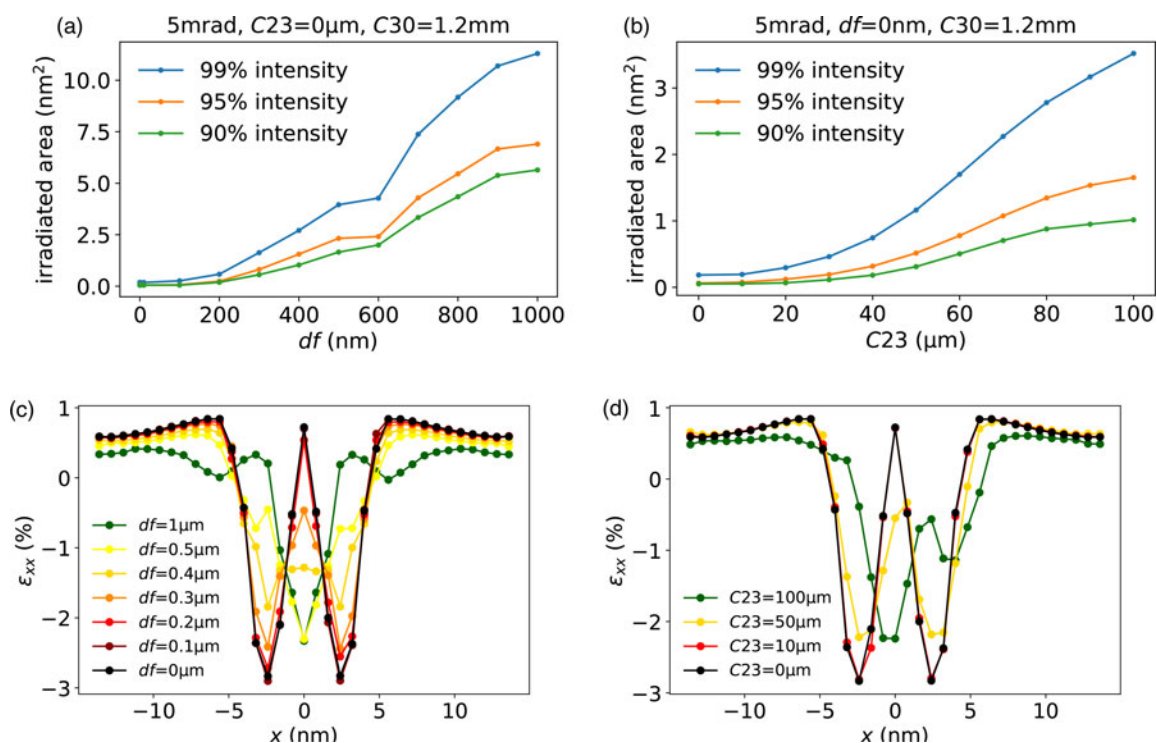 (a)
5mrad, C23=0μm, C30=1.2mm
irradiated area (nm²)
10.0
7.5
5.0
2.5
0.0
99% intensity
95% intensity
90% intensity
0
200
400
600
800
1000
df (nm)
(b)
5mrad, df=0nm, C30=1.2mm
irradiated area (nm²)
3
2
1
0
99% intensity
95% intensity
90% intensity
0
20
40
60
80
100
C23 (μm)
(c)
εxx (%)
1
0
−1
−2
−3
df=1μm
df=0.5μm
df=0.4μm
df=0.3μm
df=0.2μm
df=0.1μm
df=0μm
−10
−5
0
5
10
x (nm)
(d)
εxx (%)
1
0
−1
−2
−3
C23=100μm
C23=50μm
C23=10μm
C23=0μm
−10
−5
0
5
10
x (nm)